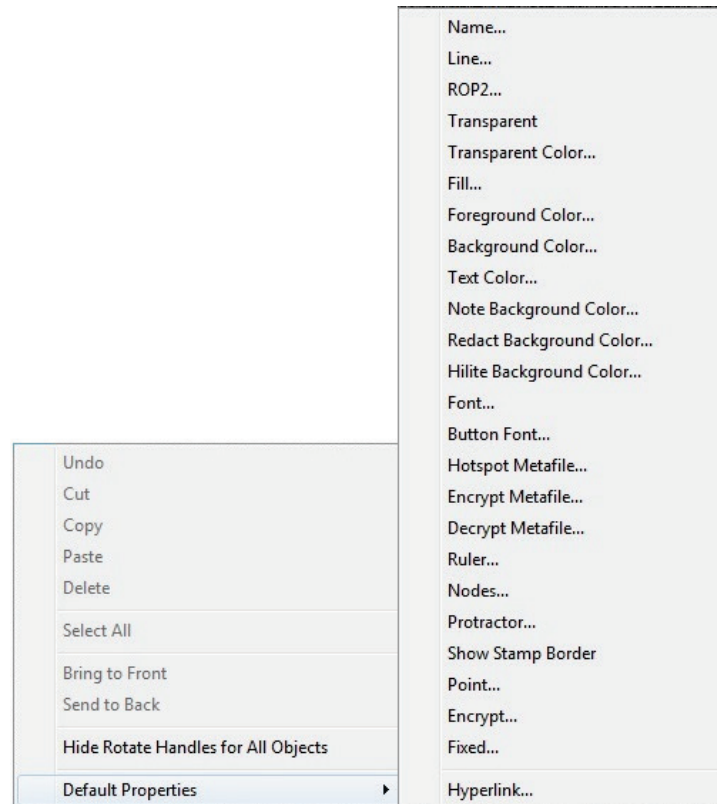 Undo
Cut
Copy
Paste
Delete
Select All
Bring to Front
Send to Back
Hide Rotate Handles for All Objects
Default Properties
Name...
Line...
ROP2...
Transparent
Transparent Color...
Fill...
Foreground Color...
Background Color...
Text Color...
Note Background Color...
Redact Background Color...
Hilite Background Color...
Font...
Button Font...
Hotspot Metafile...
Encrypt Metafile...
Decrypt Metafile...
Ruler...
Nodes...
Protractor...
Show Stamp Border
Point...
Encrypt...
Fixed...
Hyperlink...